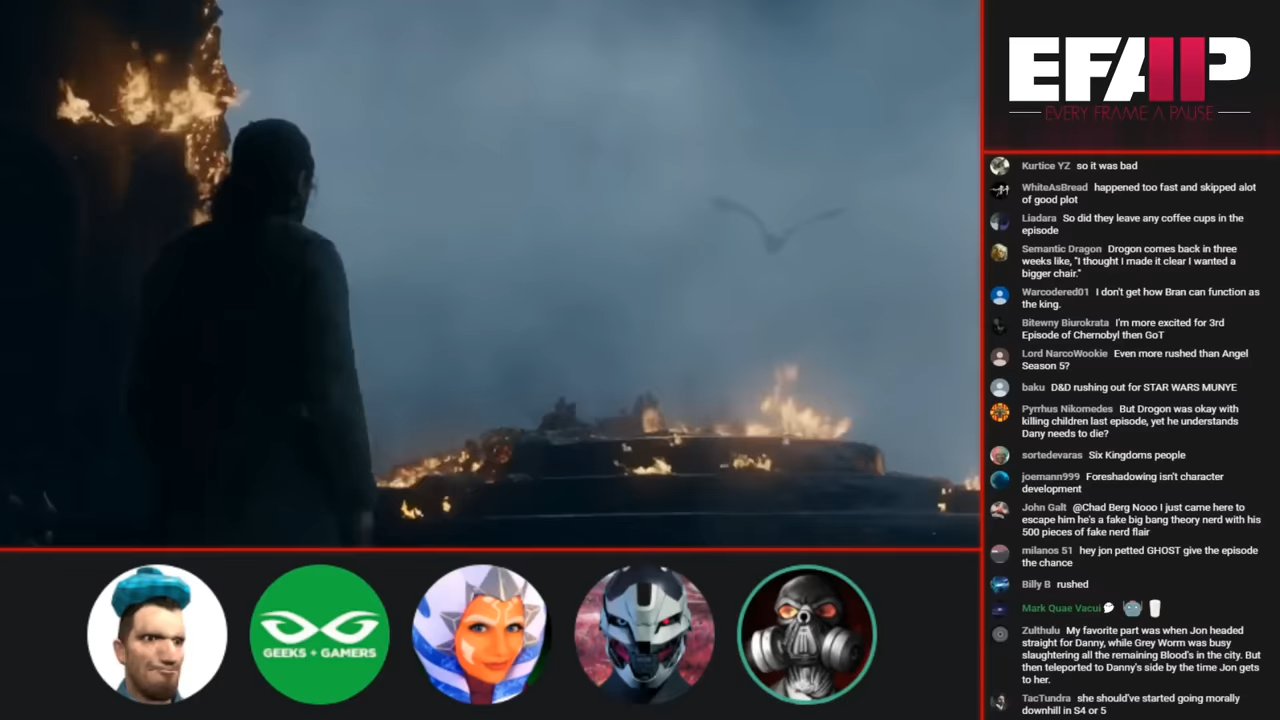 EFAP
EVERY FRAME A PAUSE
Kurtice YZ so it was bad
WhiteAsBread happened too fast and skipped alot
of good plot
Liadara So did they leave any coffee cups in the
episode
Semantic Dragon Drogon comes back in three
weeks like, "I thought I made it clear I wanted a
bigger chair."
Warcodered01 I don't get how Bran can function as
the king.
Bitewny Biurokrata I'm more excited for 3rd
Episode of Chernobyl then GoT
Lord NarcoWookie Even more rushed than Angel
Season 5?
baku D&D rushing out for STAR WARS MUNYE
Pyrrhus Nikomedes But Drogon was okay with
killing children last episode, yet he understands
Dany needs to die?
sortedevaras Six Kingdoms people
joemann999 Foreshadowing isn't character
development
John Galt @Chad Berg Nooo I just came here to
escape him he's a fake big bang theory nerd with his
500 pieces of fake nerd flair
milanos 51 hey jon petted GHOST give the episode
the chance
Billy B rushed
Mark Quae Vacui
Zulthulu My favorite part was when Jon headed
straight for Danny, while Grey Worm was busy
slaughtering all the remaining Blood's in the city. But
then teleported to Danny's side by the time Jon gets
to her.
TacTundra she should've started going morally
downhill in S4 or 5
GEEKS + GAMERS